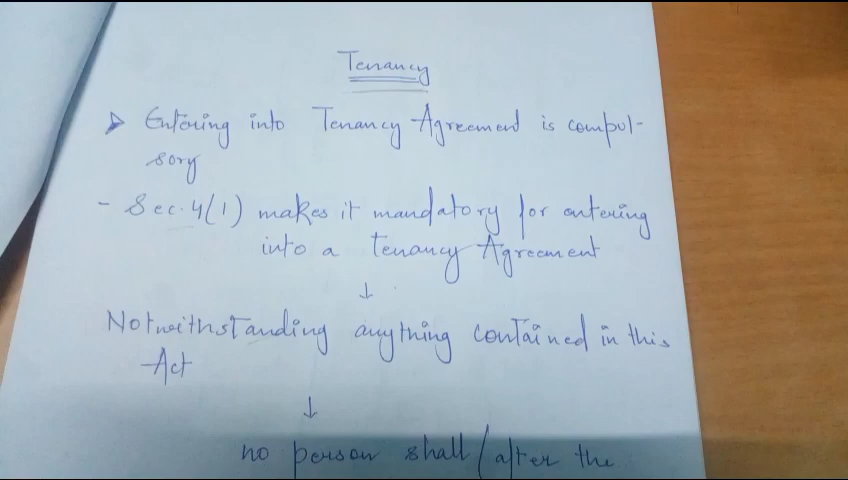 Tenancy
Entering into Tenancy Agreement is compul-
sory
- Sec. 4(1) makes it mandatory for entering
into a tenancy Agreement
↓
Notwithstanding anything contained in this
Act
↓
no person shall / after the